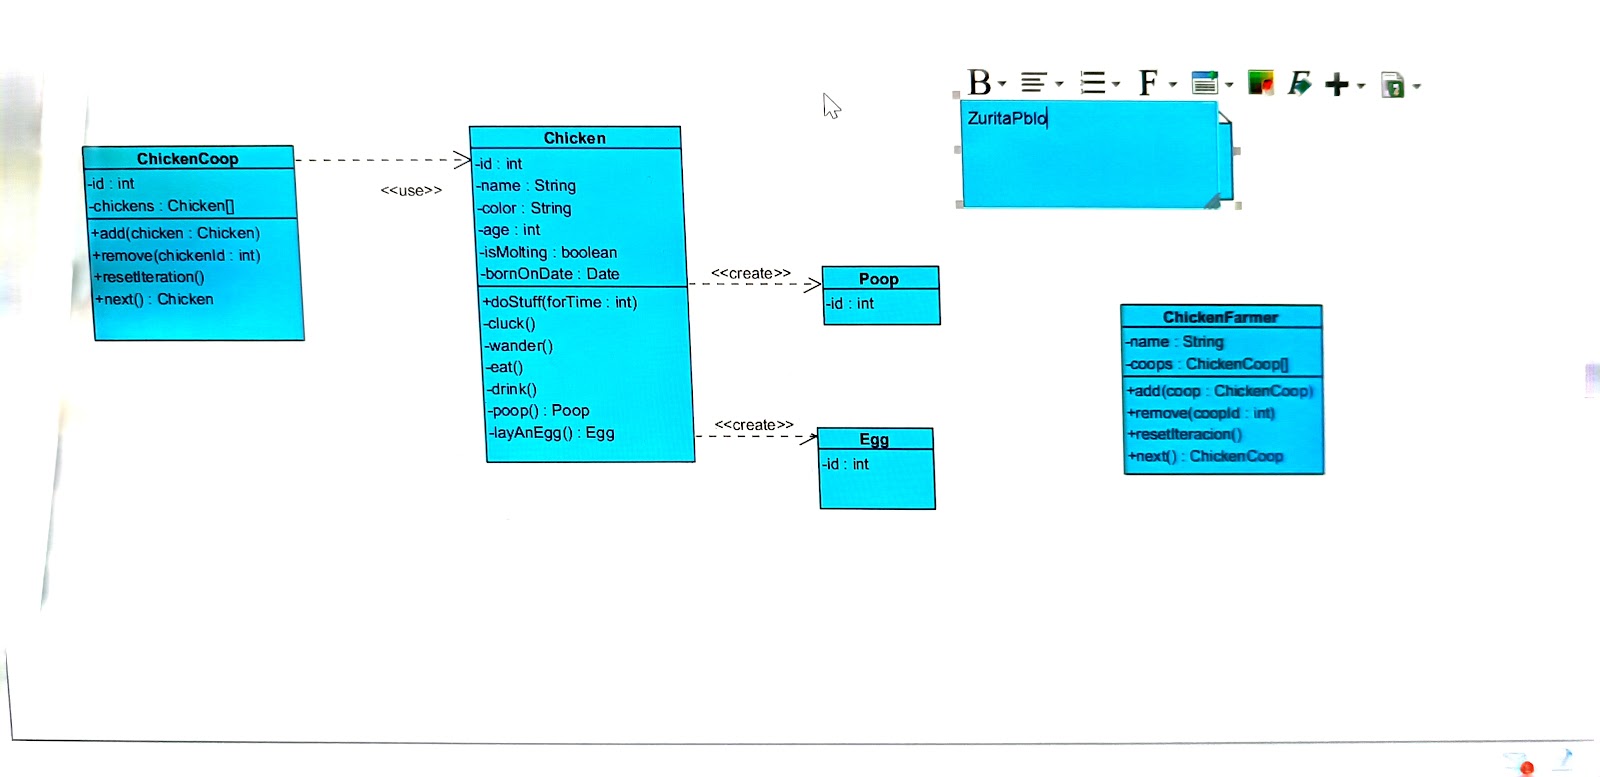 ChickenCoop
-id : int
-chickens : Chicken[]
+add(chicken : Chicken)
+remove(chickenId : int)
+resetIteration()
+next() : Chicken
<<use>>
Chicken
-id : int
-name : String
-color : String
-age : int
-isMolting : boolean
-bornOnDate : Date
+doStuff(forTime : int)
-cluck()
-wander()
-eat()
-drink()
-poop() : Poop
-layAnEgg() : Egg
<<create>>
Poop
-id : int
<<create>>
Egg
-id : int
B
F
F
ZuritaPblo
ChickenFarmer
-name : String
-coops : ChickenCoop[]
+add(coop : ChickenCoop)
+remove(coopId : int)
+resetIteracion()
+next() : ChickenCoop